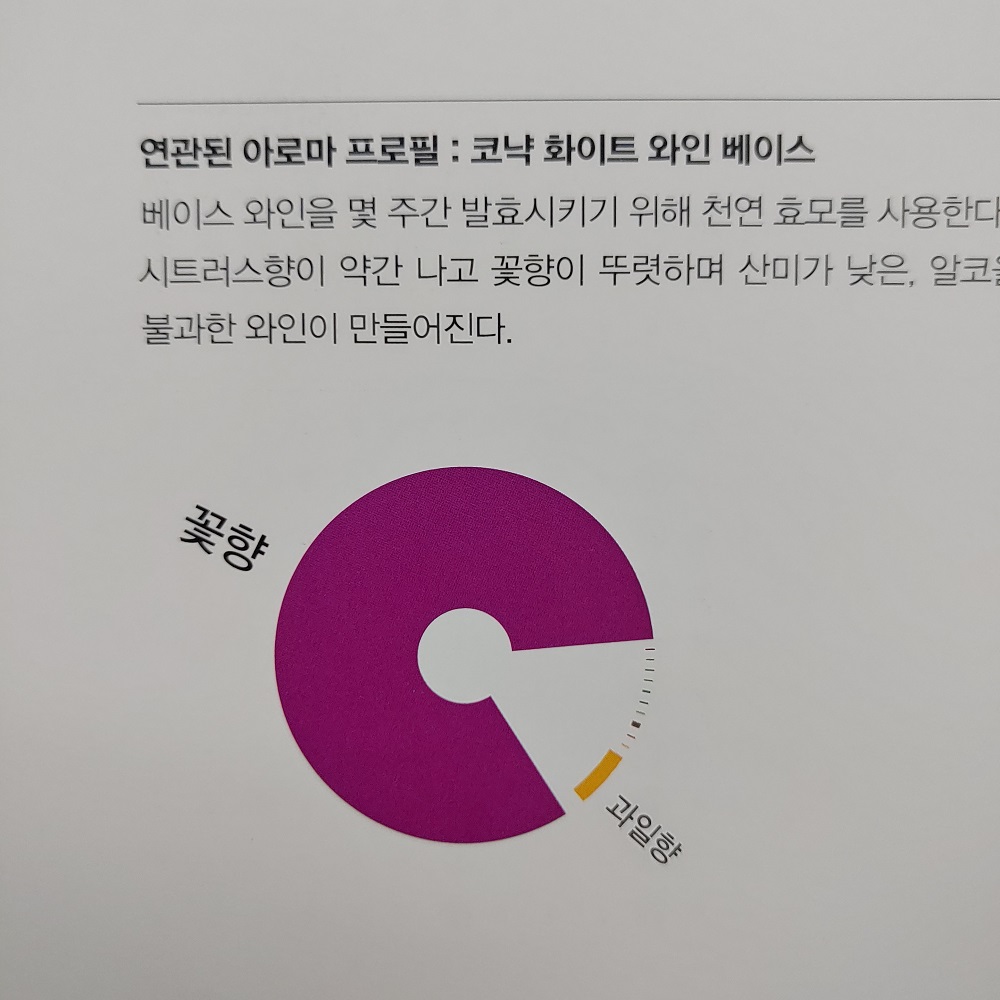 연관된 아로마 프로필 : 코냑 화이트 와인 베이스
베이스 와인을 몇 주간 발효시키기 위해 천연 효모를 사용한다
시트러스향이 약간 나고 꽃향이 뚜렷하며 산미가 낮은, 알코올
불과한 와인이 만들어진다.
꽃향
과일향